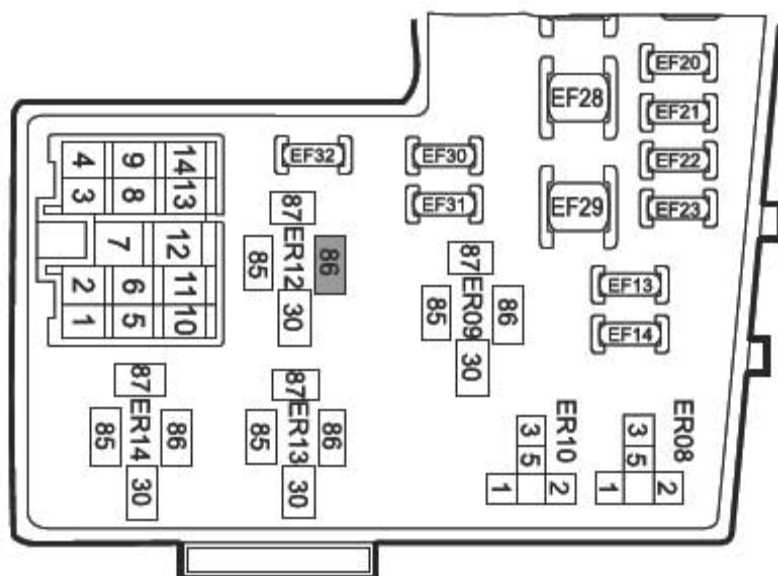 EF20
EF28
EF21
EF32
EF30
EF22
EF31
EF29
EF23
4 9 14
3 8 13
7 12
2 6 11
1 5 10
87 ER12 86
85
30
87 ER09 86
85
30
EF13
EF14
87 ER14 86
85
30
87 ER13 86
85
30
ER10
3
5
1 2
ER08
3
5
1 2